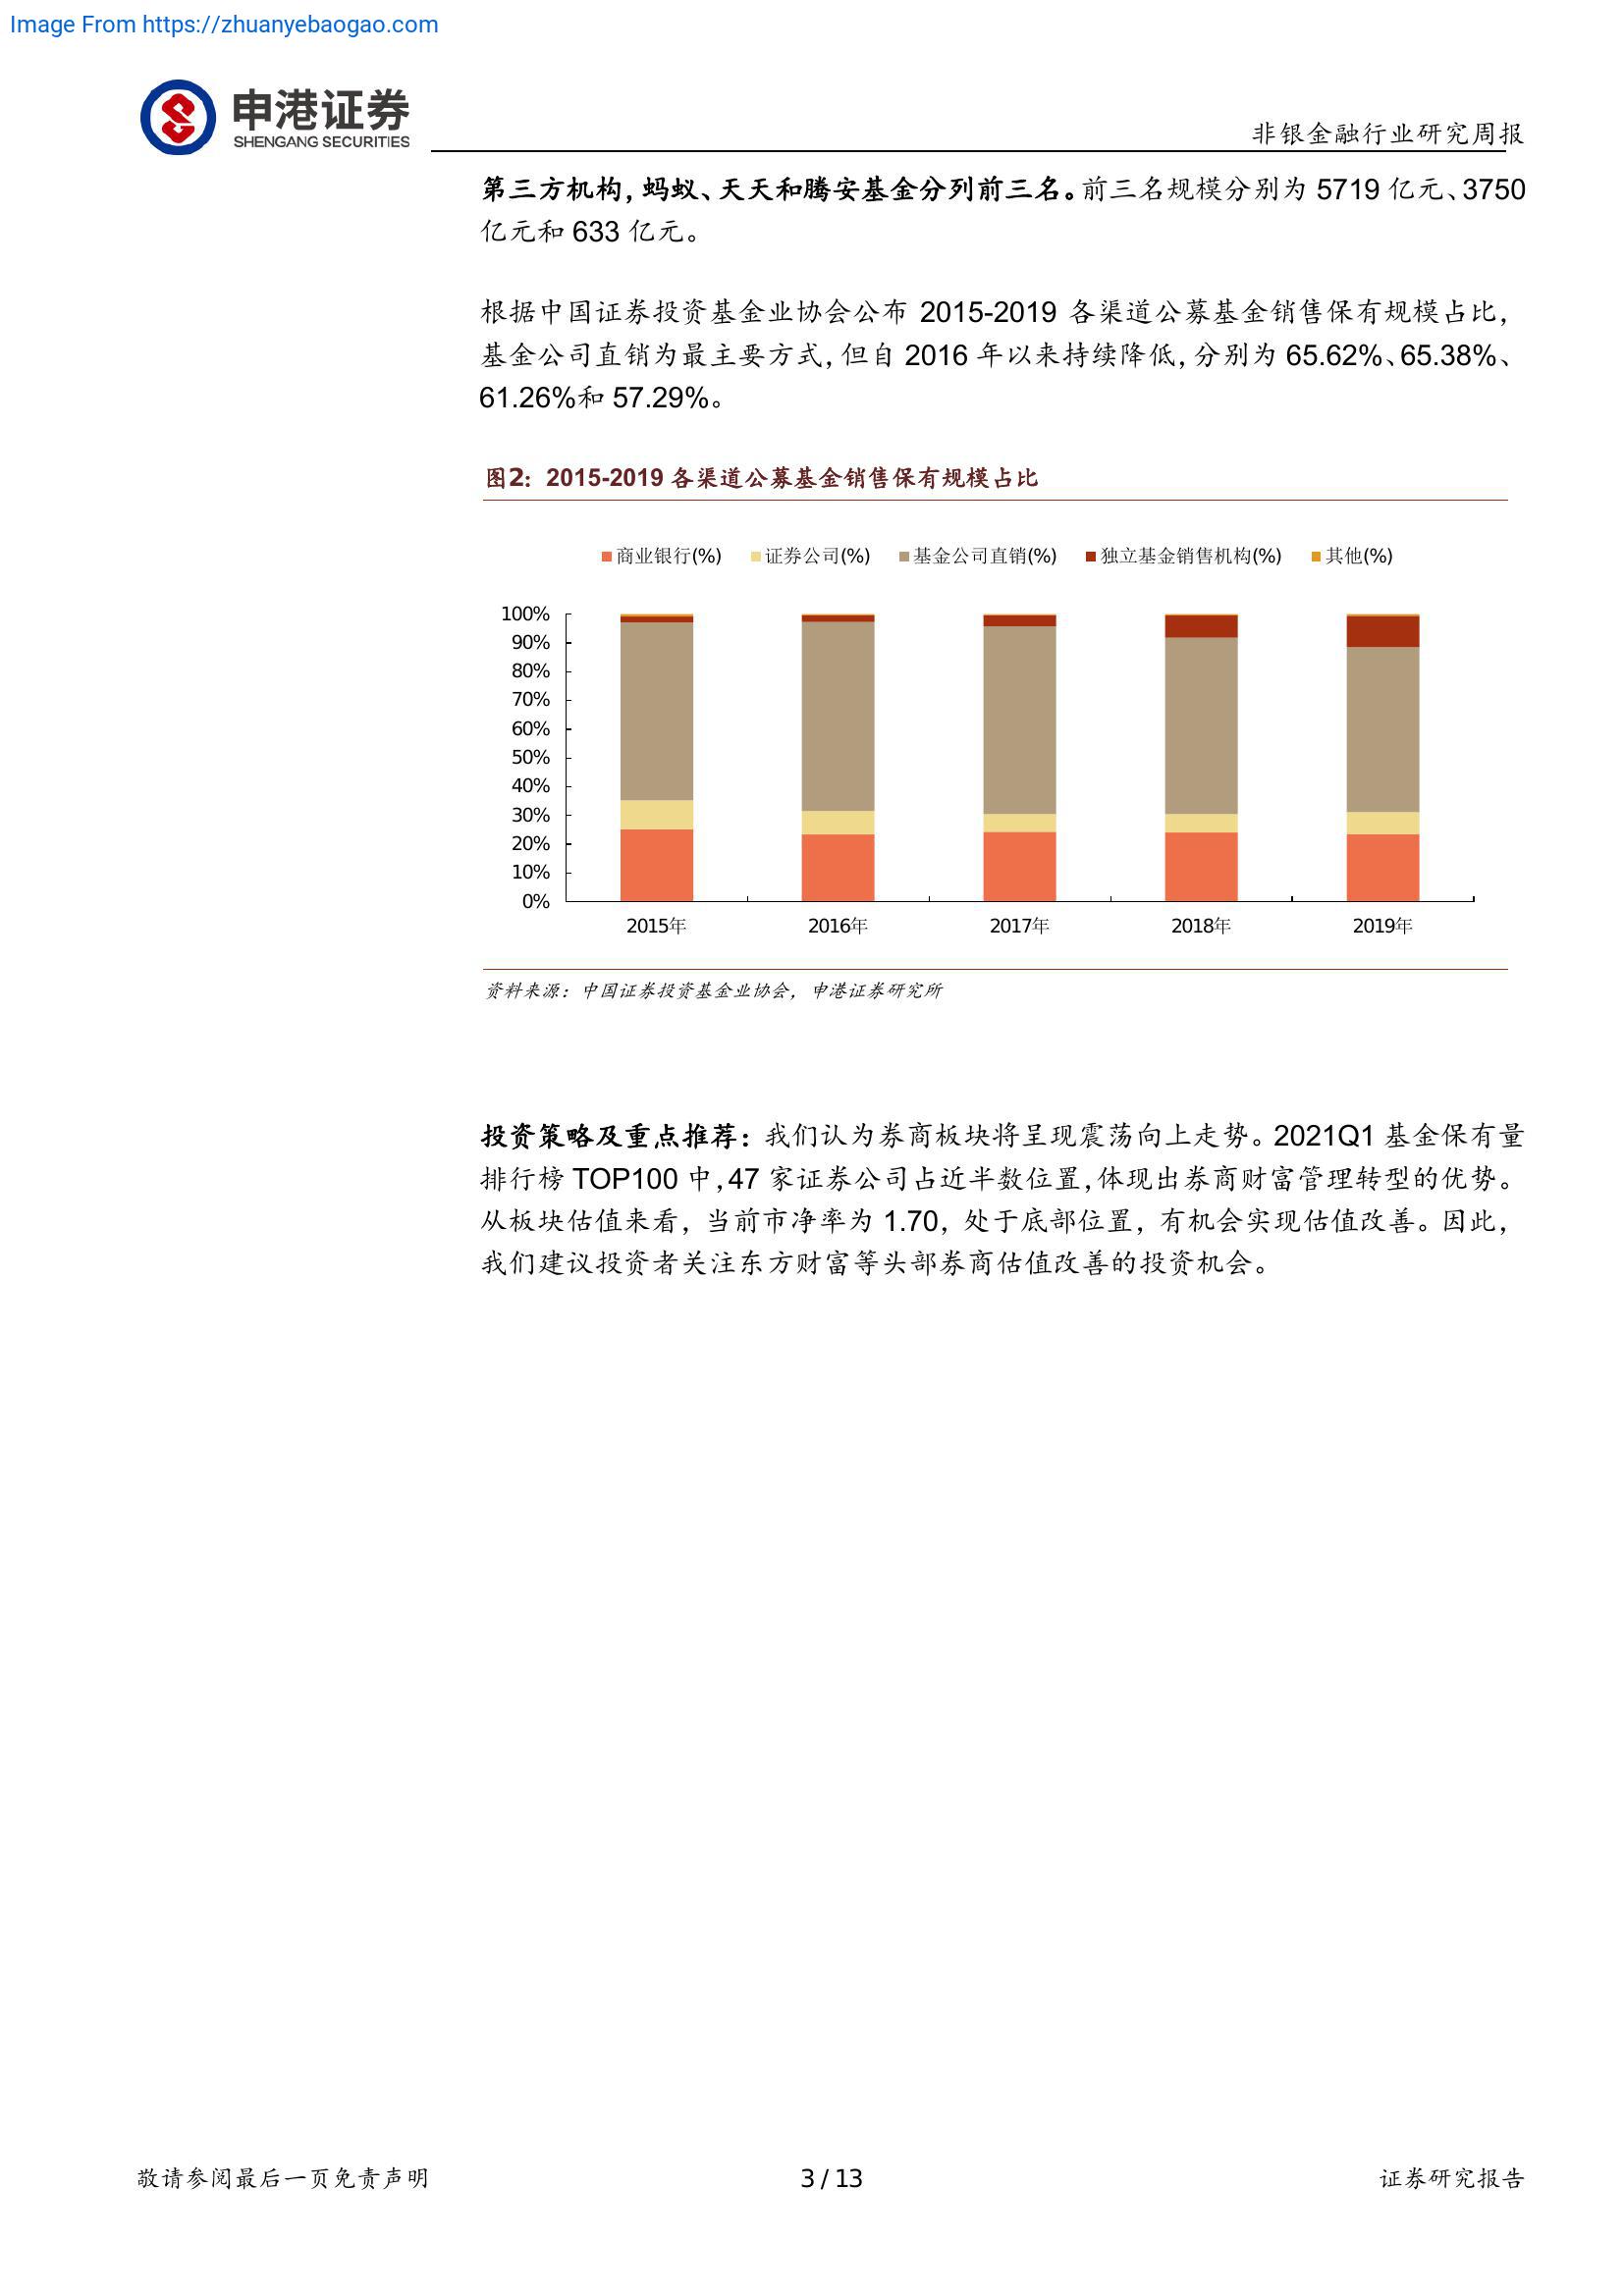 Image From https://zhuanyebaogao.com
申港证券
SHENGANG SECURITIES
非银金融行业研究周报
第三方机构，蚂蚁、天天和腾安基金分列前三名。前三名规模分别为 5719 亿元、3750
亿元和 633 亿元。
根据中国证券投资基金业协会公布 2015-2019 各渠道公募基金销售保有规模占比，
基金公司直销为最主要方式，但自 2016 年以来持续降低，分别为 65.62%、65.38%、
61.26%和 57.29%。
图2：2015-2019 各渠道公募基金销售保有规模占比
商业银行(%) 证券公司(%) 基金公司直销(%) 独立基金销售机构(%) 其他(%)
100%
90%
80%
70%
60%
50%
40%
30%
20%
10%
0%
2015年 2016年 2017年 2018年 2019年
资料来源：中国证券投资基金业协会，申港证券研究所
投资策略及重点推荐：我们认为券商板块将呈现震荡向上走势。2021Q1 基金保有量
排行榜 TOP100 中，47 家证券公司占近半数位置，体现出券商财富管理转型的优势。
从板块估值来看，当前市净率为 1.70，处于底部位置，有机会实现估值改善。因此，
我们建议投资者关注东方财富等头部券商估值改善的投资机会。
敬请参阅最后一页免责声明
3 / 13
证券研究报告